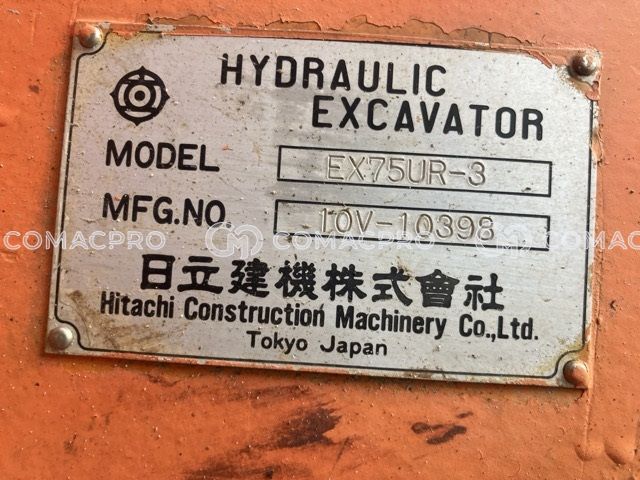 HYDRAULIC
EXCAVATOR
MODEL EX75UR-3
MFG.NO 10V-10398
COMACPRO COMACPRO COMACPRO
日立建機株式會社
Hitachi Construction Machinery Co.,Ltd.
Tokyo Japan